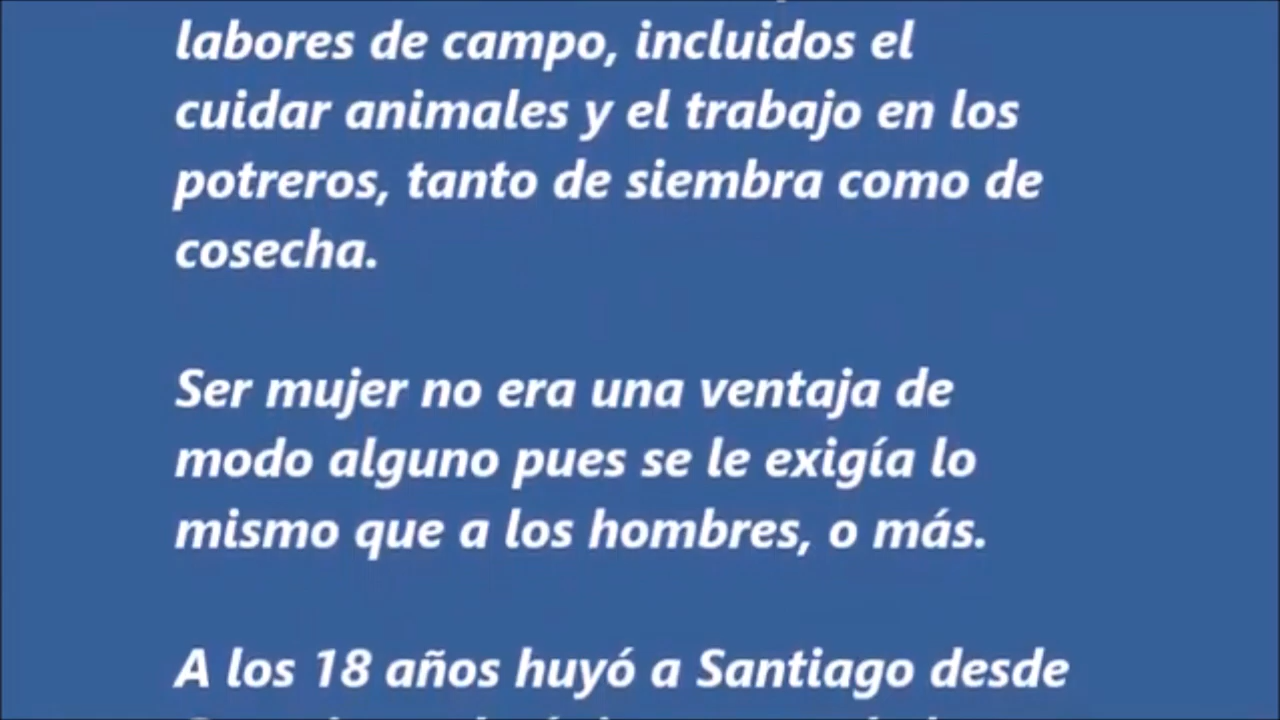 labores de campo, incluidos el
cuidar animales y el trabajo en los
potreros, tanto de siembra como de
cosecha.
Ser mujer no era una ventaja de
modo alguno pues se le exigía lo
mismo que a los hombres, o más.
A los 18 años huyó a Santiago desde